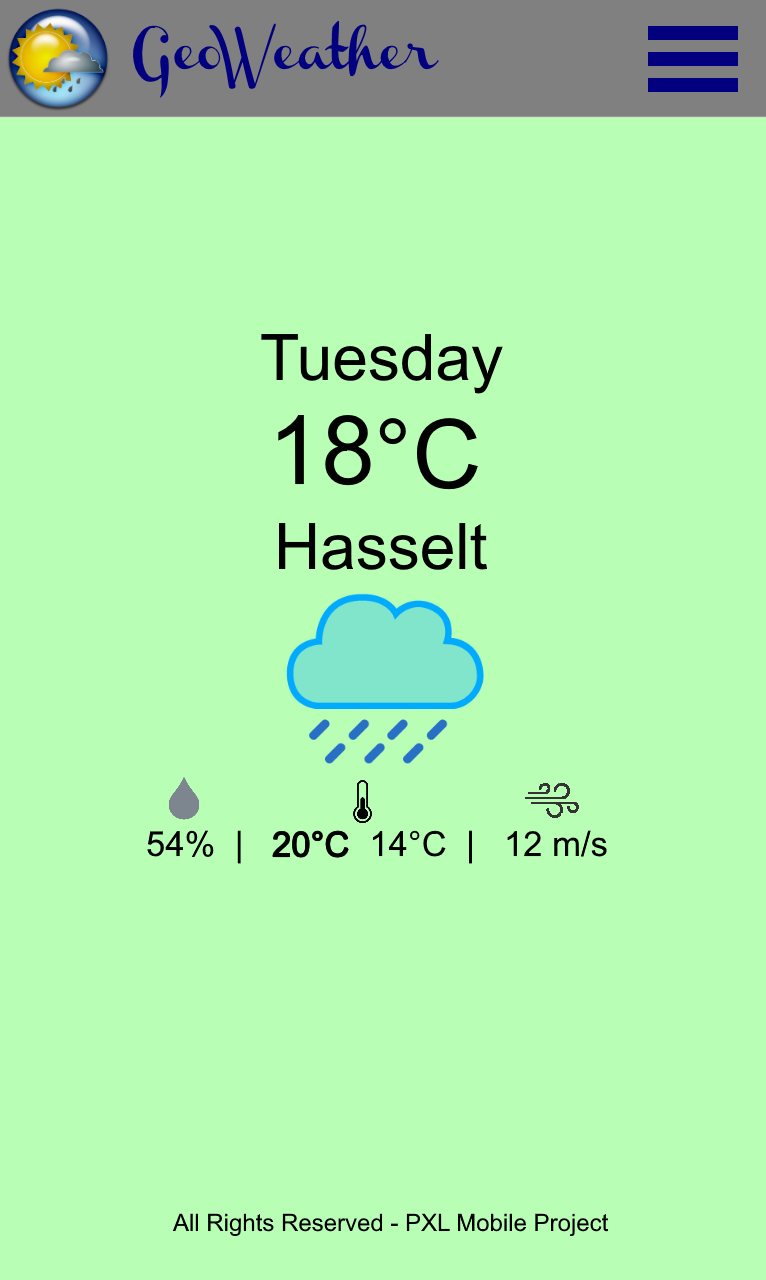 GeoWeather
Tuesday
18°C
Hasselt
54% | 20°C 14°C | 12 m/s
All Rights Reserved - PXL Mobile Project